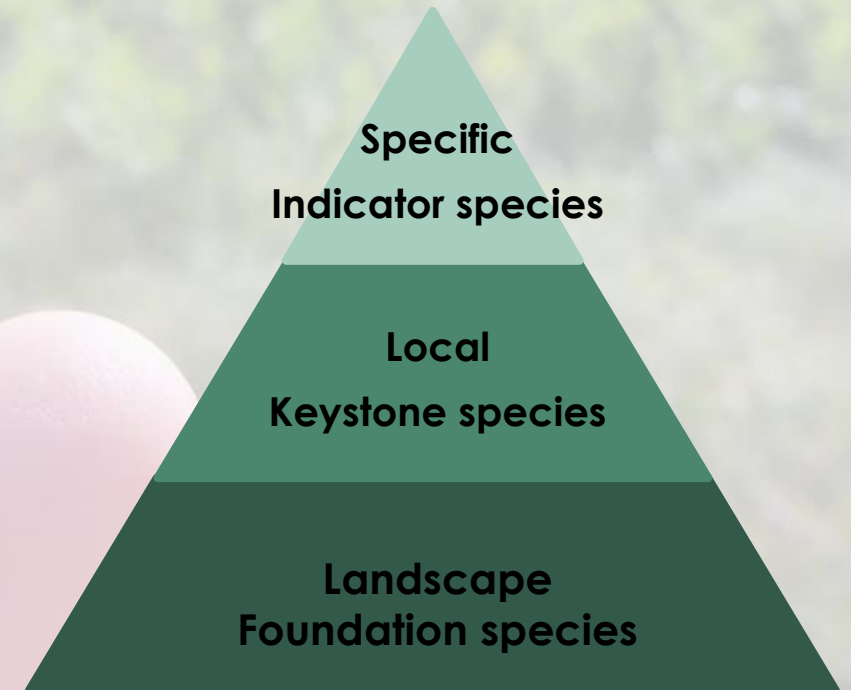 Specific
Indicator species
Local
Keystone species
Landscape
Foundation species